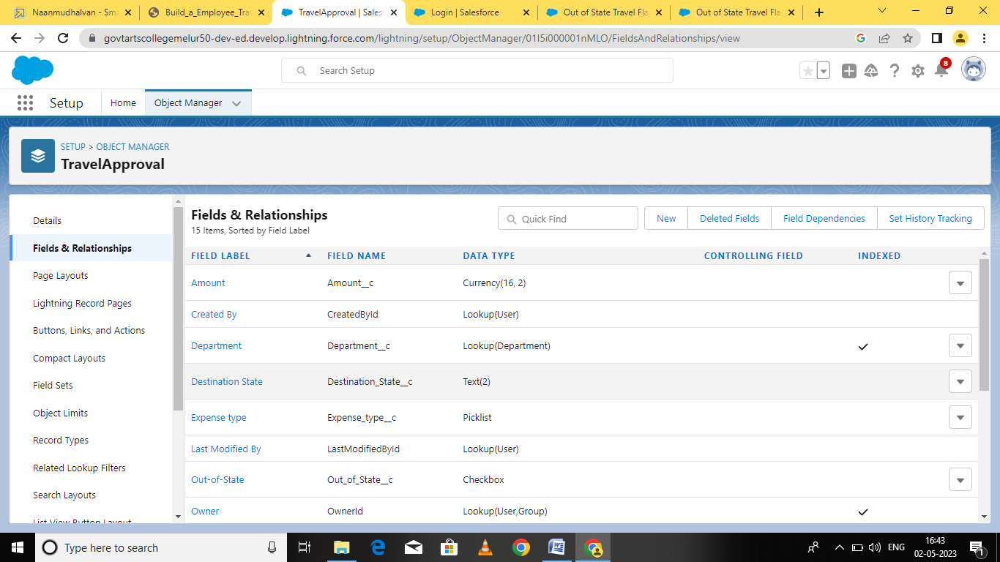 Naanmudhalvan - Sma
Build_a_Employee_Tra
TravelApproval | Sales
Login | Salesforce
Out of State Travel Fla
Out of State Travel Fla
govtartscollegemelur50-dev-ed.develop.lightning.force.com/lightning/setup/ObjectManager/01I5i000001nMLO/FieldsAndRelationships/view
Search Setup
8
Setup
Home
Object Manager
SETUP > OBJECT MANAGER
TravelApproval
Details
Fields & Relationships
Page Layouts
Lightning Record Pages
Buttons, Links, and Actions
Compact Layouts
Field Sets
Object Limits
Record Types
Related Lookup Filters
Search Layouts
List View Button Layout
Fields & Relationships
15 Items, Sorted by Field Label
Quick Find
New
Deleted Fields
Field Dependencies
Set History Tracking
FIELD LABEL FIELD NAME DATA TYPE CONTROLLING FIELD INDEXED
Amount Amount__c Currency(16, 2)
Created By CreatedById Lookup(User)
Department Department__c Lookup(Department)
Destination State Destination_State__c Text(2)
Expense type Expense_type__c Picklist
Last Modified By LastModifiedById Lookup(User)
Out-of-State Out_of_State__c Checkbox
Owner OwnerId Lookup(User,Group)
Type here to search
ENG
16:43
02-05-2023
1